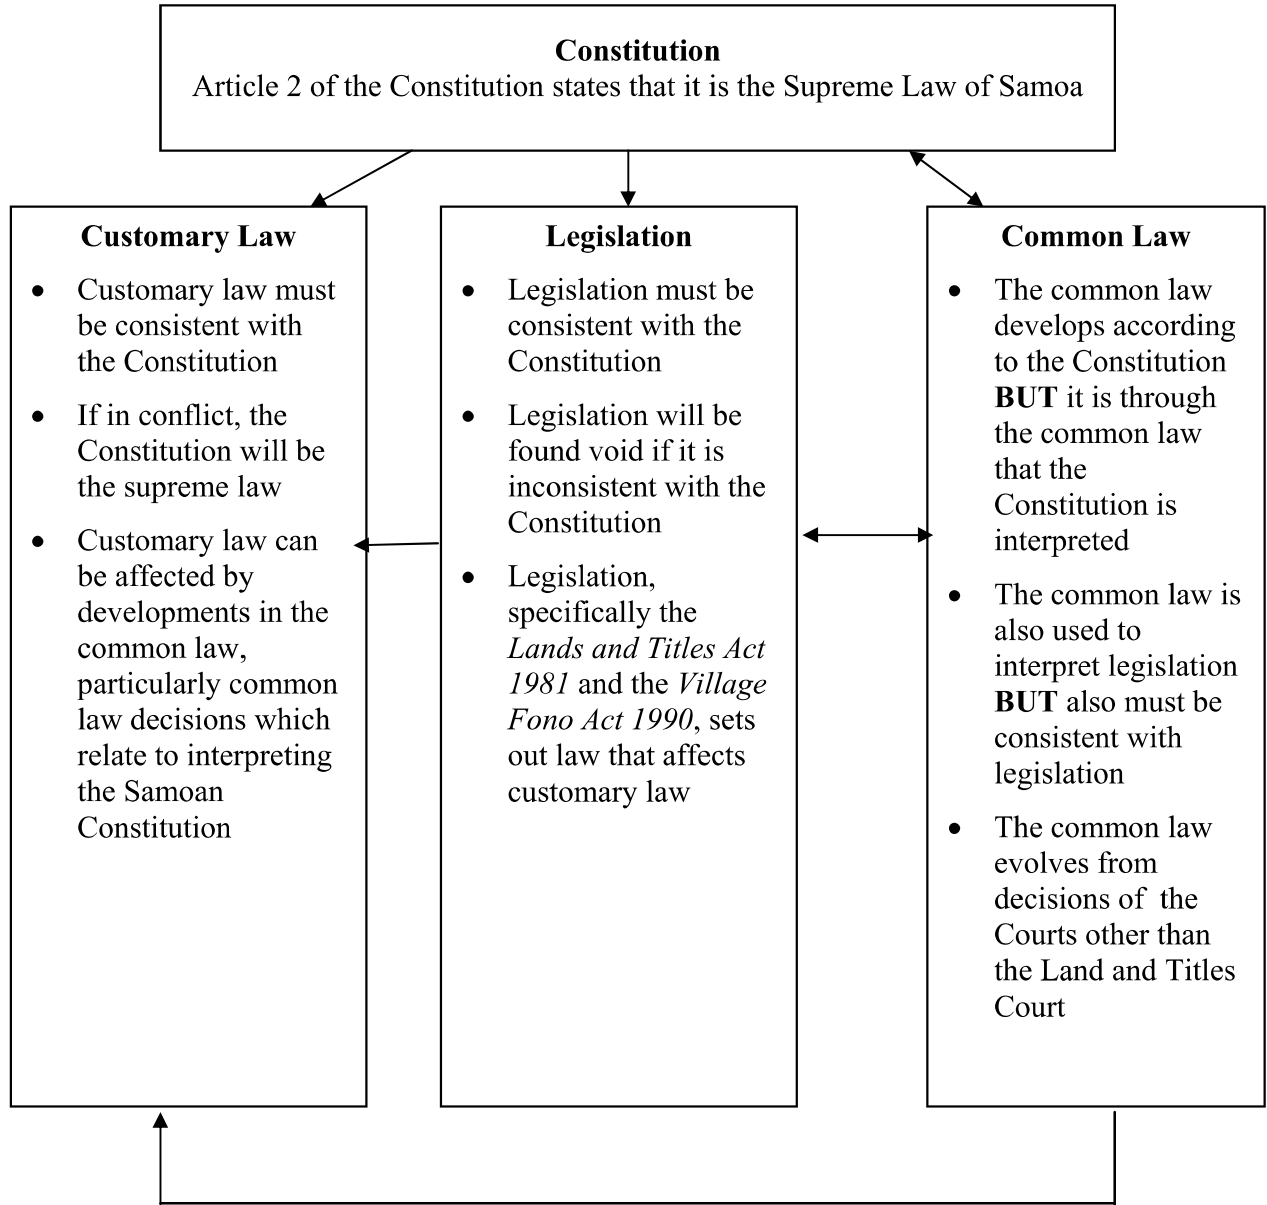 Constitution
Article 2 of the Constitution states that it is the Supreme Law of Samoa
Customary Law
• Customary law must
be consistent with
the Constitution
• If in conflict, the
Constitution will be
the supreme law
• Customary law can
be affected by
developments in the
common law,
particularly common
law decisions which
relate to interpreting
the Samoan
Constitution
Legislation
• Legislation must be
consistent with the
Constitution
• Legislation will be
found void if it is
inconsistent with the
Constitution
• Legislation,
specifically the
Lands and Titles Act
1981 and the Village
Fono Act 1990, sets
out law that affects
customary law
Common Law
• The common law
develops according
to the Constitution
BUT it is through
the common law
that the
Constitution is
interpreted
• The common law is
also used to
interpret legislation
BUT also must be
consistent with
legislation
• The common law
evolves from
decisions of  the
Courts other than
the Land and Titles
Court